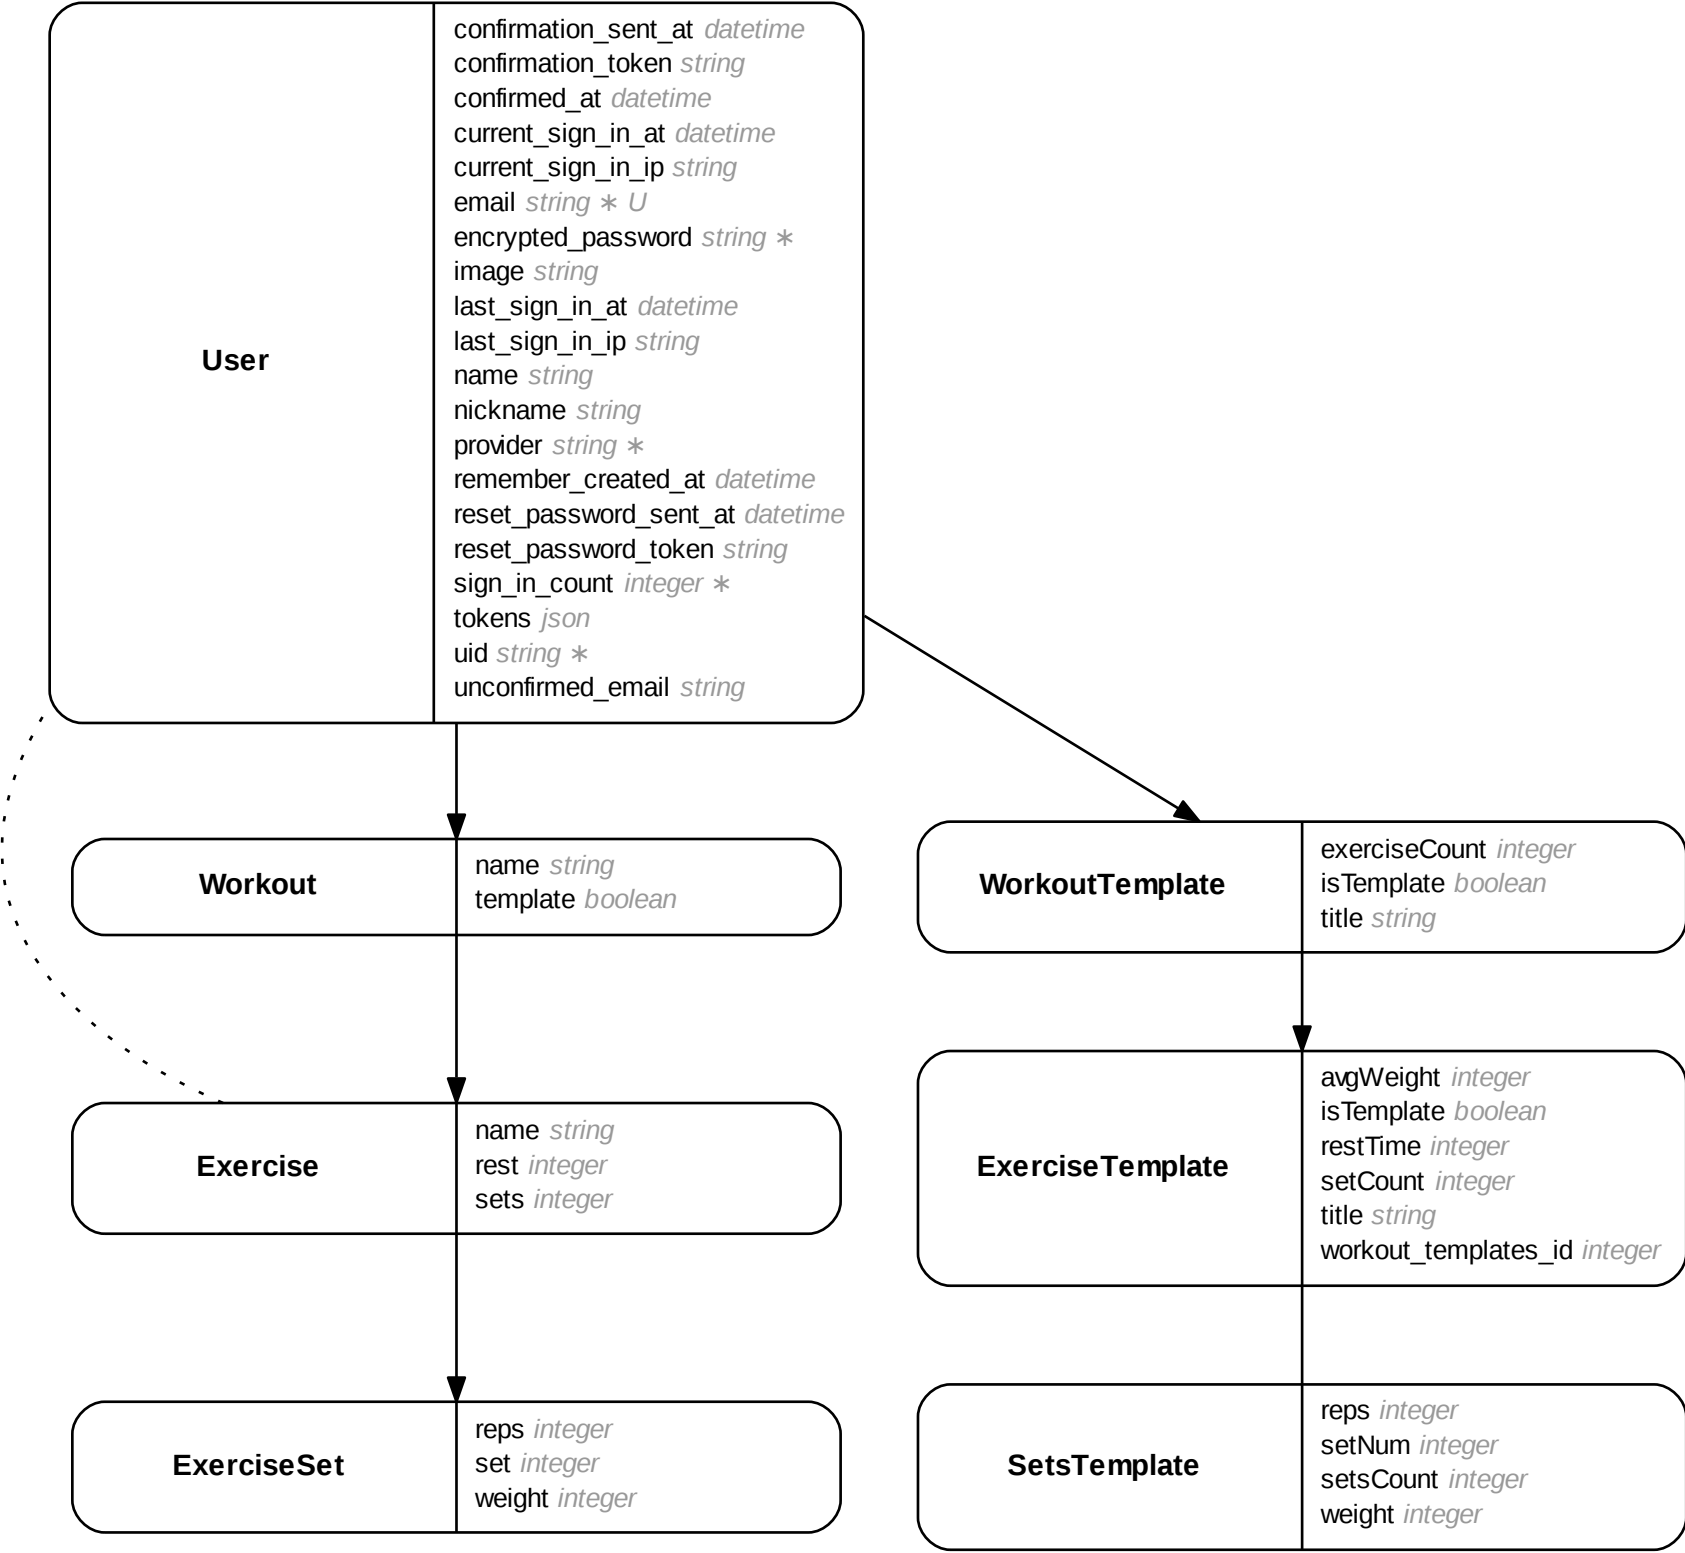 User
confirmation_sent_at datetime
confirmation_token string
confirmed_at datetime
current_sign_in_at datetime
current_sign_in_ip string
email string ∗ U
encrypted_password string ∗
image string
last_sign_in_at datetime
last_sign_in_ip string
name string
nickname string
provider string ∗
remember_created_at datetime
reset_password_sent_at datetime
reset_password_token string
sign_in_count integer ∗
tokens json
uid string ∗
unconfirmed_email string
Workout
name string
template boolean
WorkoutTemplate
exerciseCount integer
isTemplate boolean
title string
Exercise
name string
rest integer
sets integer
ExerciseTemplate
avgWeight integer
isTemplate boolean
restTime integer
setCount integer
title string
workout_templates_id integer
ExerciseSet
reps integer
set integer
weight integer
SetsTemplate
reps integer
setNum integer
setsCount integer
weight integer